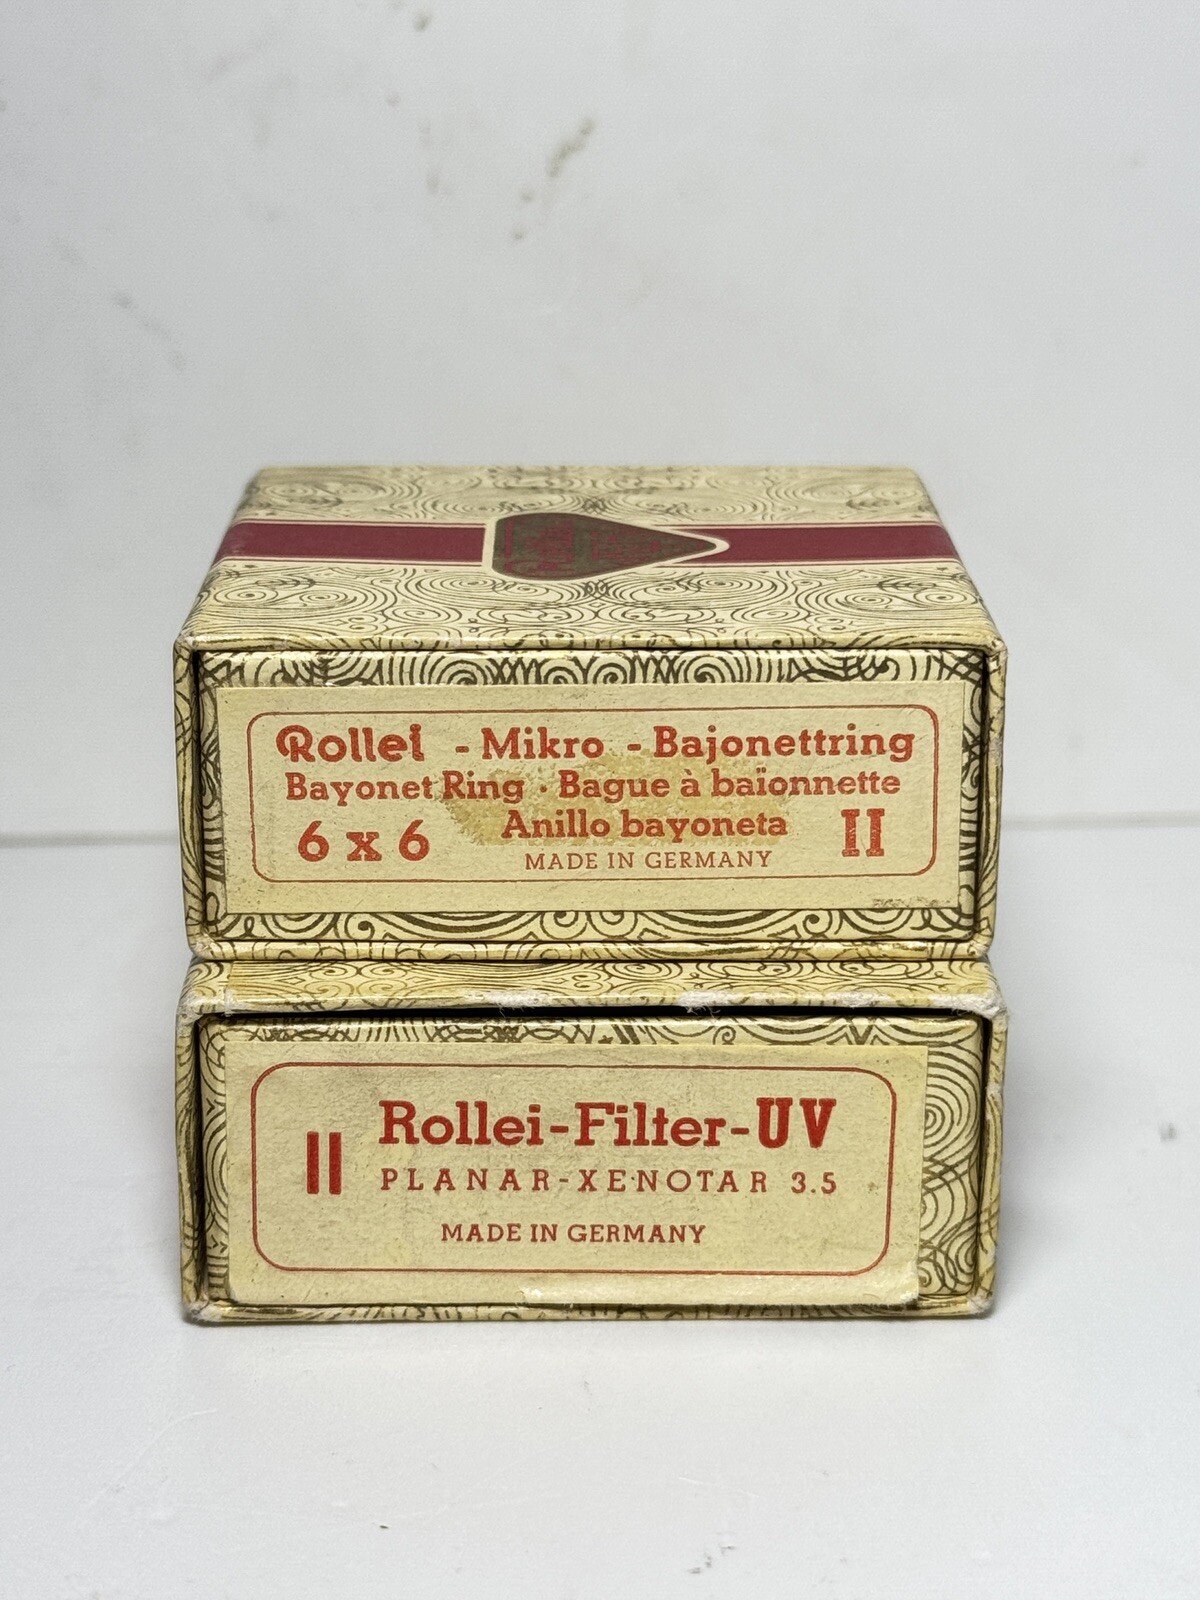 Rollei - Mikro - Bajonettring
Bayonet Ring · Bague à baïonnette
6 x 6 Anillo bayoneta II
MADE IN GERMANY
II Rollei-Filter-UV
PLANAR-XENOTAR 3.5
MADE IN GERMANY